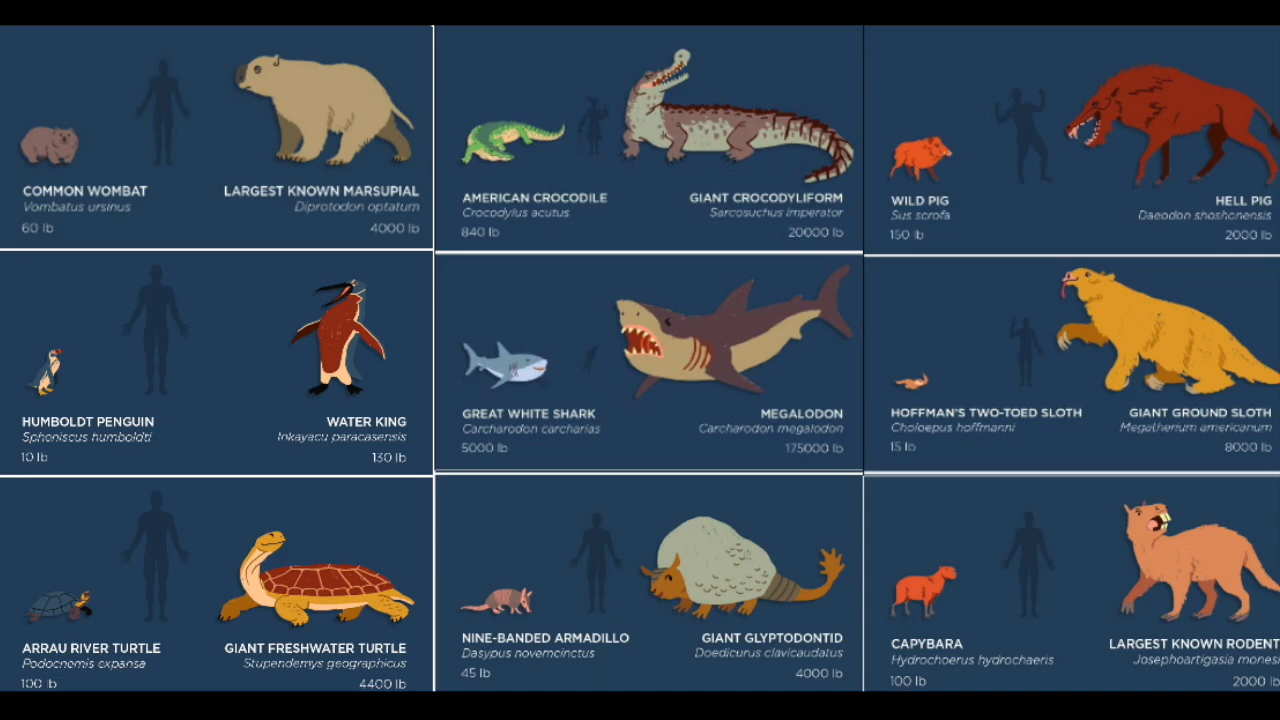 COMMON WOMBAT
Vombatus ursinus
60 lb
LARGEST KNOWN MARSUPIAL
Diprotodon optatum
4000 lb
AMERICAN CROCODILE
Crocodylus acutus
840 lb
GIANT CROCODYLIFORM
Sarcosuchus imperator
20000 lb
WILD PIG
Sus scrofa
150 lb
HELL PIG
Daeodon shoshonensis
2000 lb
HUMBOLDT PENGUIN
Spheniscus humboldti
10 lb
WATER KING
Inkayacu paracasensis
130 lb
GREAT WHITE SHARK
Carcharodon carcharias
5000 lb
MEGALODON
Carcharodon megalodon
175000 lb
HOFFMAN'S TWO-TOED SLOTH
Choloepus hoffmanni
15 lb
GIANT GROUND SLOTH
Megatherium americanum
8000 lb
ARRAU RIVER TURTLE
Podocnemis expansa
100 lb
GIANT FRESHWATER TURTLE
Stupendemys geographicus
4400 lb
NINE-BANDED ARMADILLO
Dasypus novemcinctus
45 lb
GIANT GLYPTODONTID
Doedicurus clavicaudatus
4000 lb
CAPYBARA
Hydrochoerus hydrochaeris
100 lb
LARGEST KNOWN RODENT
Josephoartigasia monesi
2000 lb